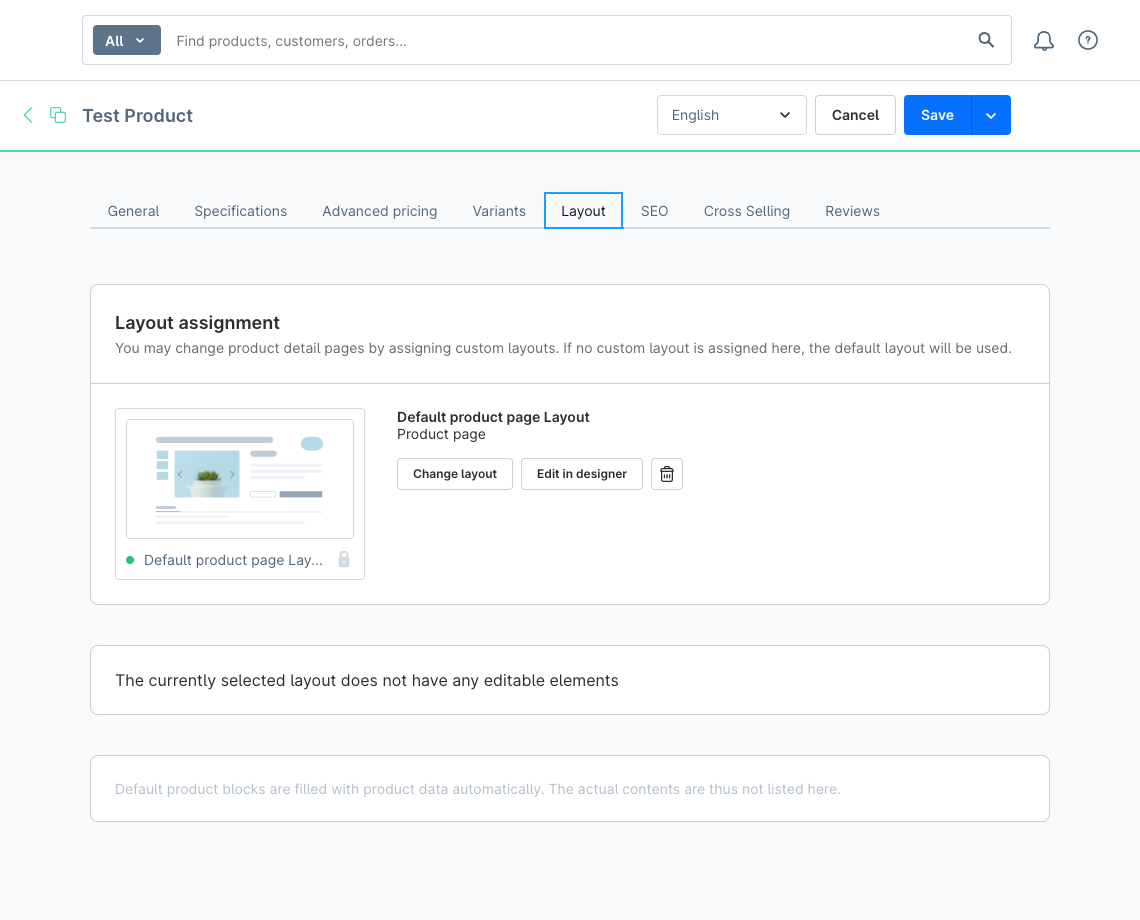 All
Find products, customers, orders...
Test Product
English
Cancel
Save
General
Specifications
Advanced pricing
Variants
Layout
SEO
Cross Selling
Reviews
Layout assignment
You may change product detail pages by assigning custom layouts. If no custom layout is assigned here, the default layout will be used.
Default product page Layout
Product page
Change layout
Edit in designer
Default product page Lay...
The currently selected layout does not have any editable elements
Default product blocks are filled with product data automatically. The actual contents are thus not listed here.